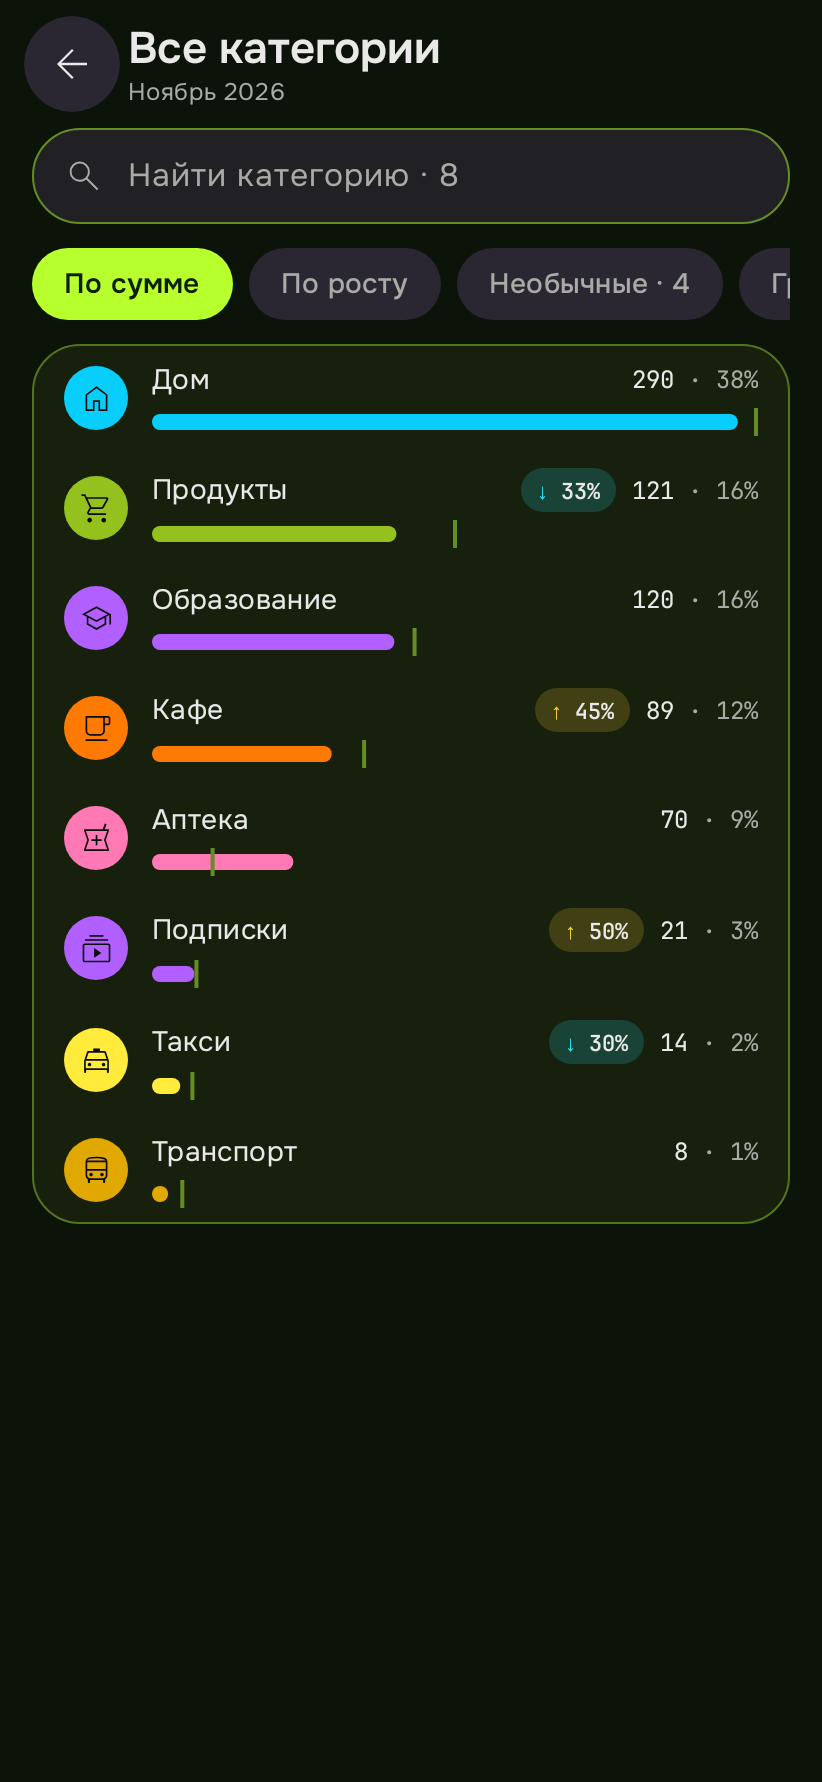 Все категории
Ноябрь 2026
Найти категорию · 8
По сумме
По росту
Необычные · 4
Дом
290 · 38%
Продукты
↓ 33%
121 · 16%
Образование
120 · 16%
Кафе
↑ 45%
89 · 12%
Аптека
70 · 9%
Подписки
↑ 50%
21 · 3%
Такси
↓ 30%
14 · 2%
Транспорт
8 · 1%